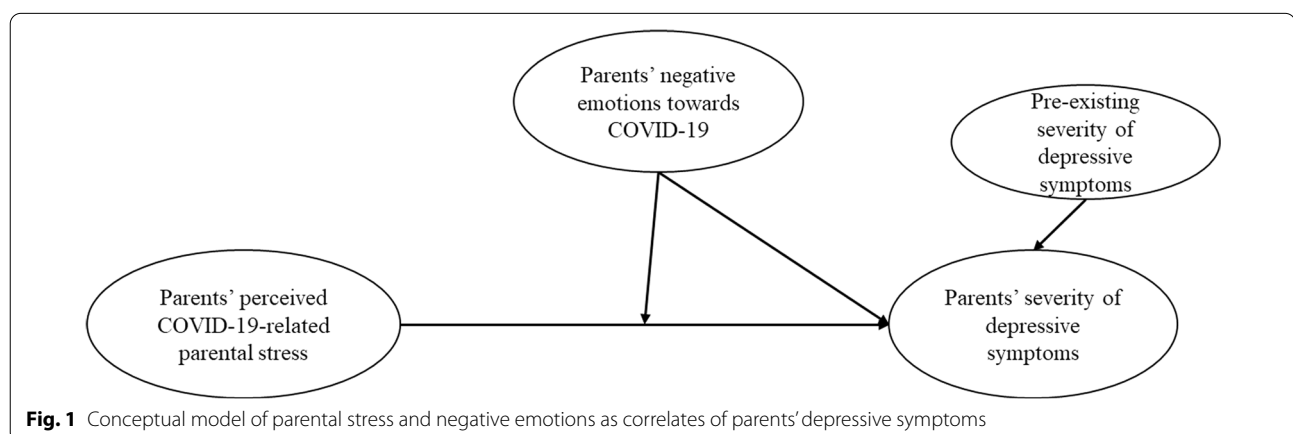 Parents’ negative
emotions towards
COVID-19
Pre-existing
severity of
depressive
symptoms
Parents’ perceived
COVID-19-related
parental stress
Parents’ severity of
depressive
symptoms
Fig. 1 Conceptual model of parental stress and negative emotions as correlates of parents’ depressive symptoms